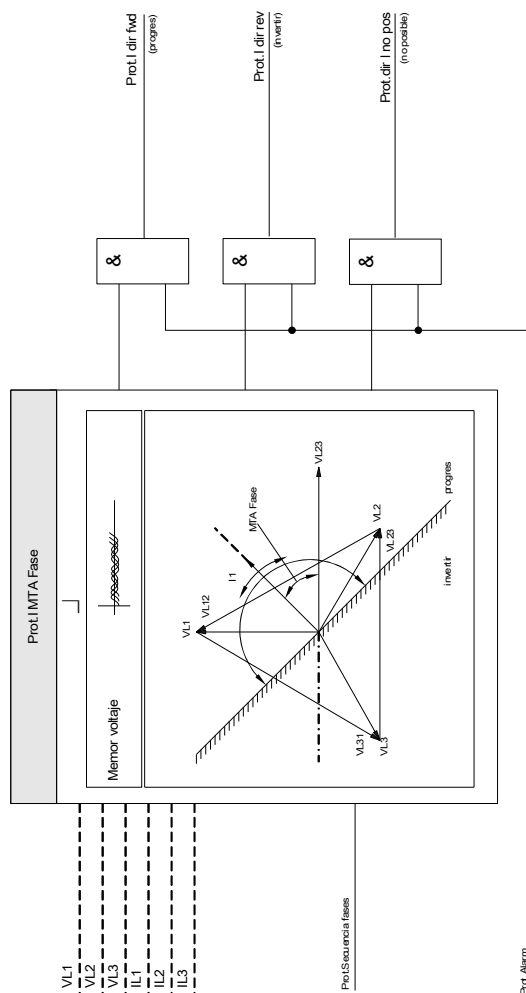 Prot.I dir fwd
(progres)
Prot.I dir rev
(invertir)
Prot.dir I no pos
(no posible)
&
&
&
Prot.I MTA Fase
Memor voltaje
VL1
VL12
I1
MTA Fase
VL23
VL2
VL23
progres
invertir
VL31
VL3
VL1
VL2
VL3
IL1
IL2
IL3
Prot.Secuencia fases